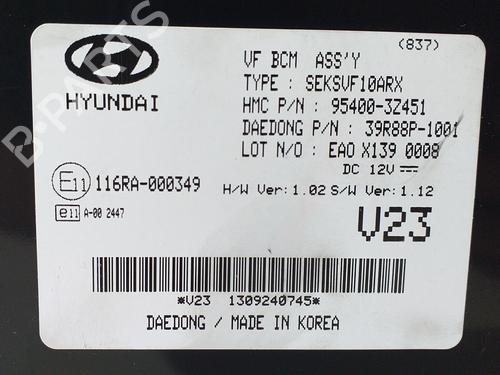 (837)
VF BCM ASS'Y
TYPE : SEKSVF10ARX
HYUNDAI
HMC P/N : 95400-3Z451
DAEDONG P/N : 39R88P-1001
LOT N/O : EAO X139 0008
DC 12V
E11 116RA-000349
H/W Ver:1.02 S/W Ver:1.12
e11 A-00 2447
V23
*V23 1309240745*
DAEDONG / MADE IN KOREA
B-PARTS